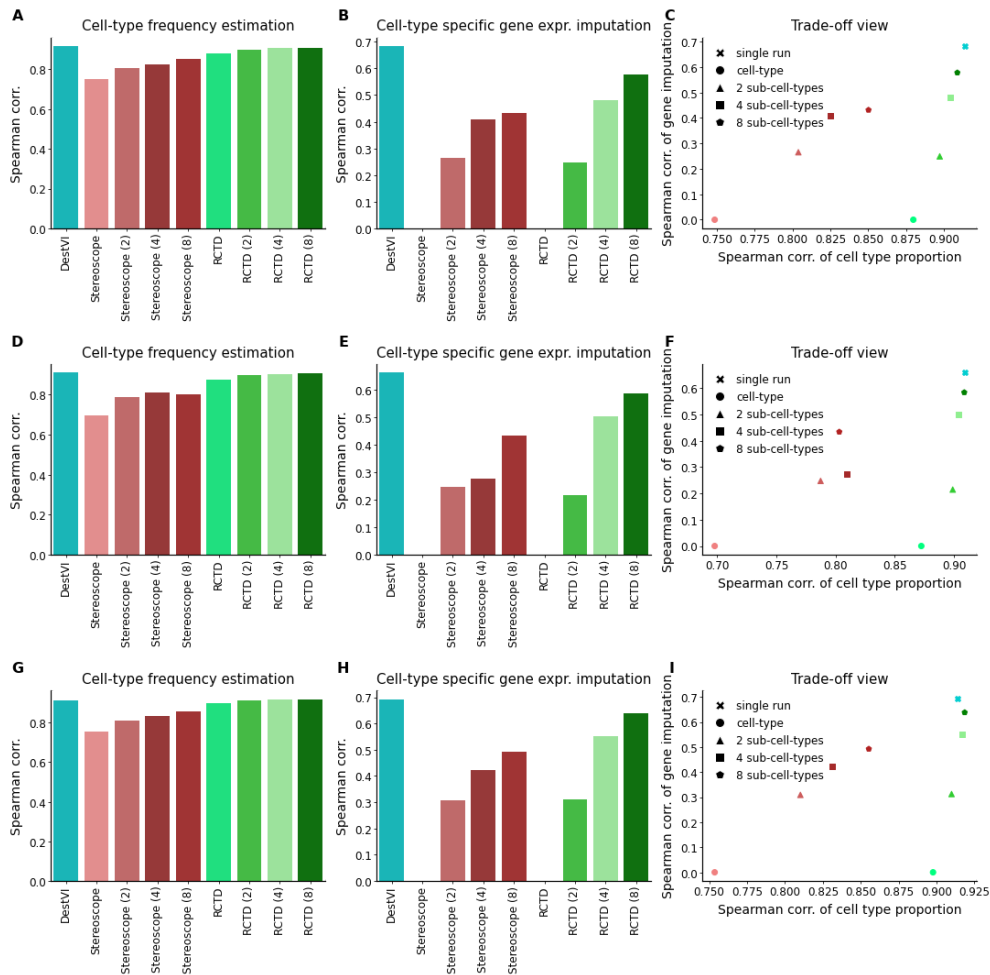 A
Cell-type frequency estimation
Spearman corr.
0.8
0.6
0.4
0.2
0.0
DestVI
Stereoscope
Stereoscope (2)
Stereoscope (4)
Stereoscope (8)
RCTD
RCTD (2)
RCTD (4)
RCTD (8)
B
Cell-type specific gene expr. imputation
Spearman corr.
0.7
0.6
0.5
0.4
0.3
0.2
0.1
0.0
DestVI
Stereoscope
Stereoscope (2)
Stereoscope (4)
Stereoscope (8)
RCTD
RCTD (2)
RCTD (4)
RCTD (8)
C
Trade-off view
Spearman corr. of gene imputation
0.7
0.6
0.5
0.4
0.3
0.2
0.1
0.0
single run
cell-type
2 sub-cell-types
4 sub-cell-types
8 sub-cell-types
0.750 0.775 0.800 0.825 0.850 0.875 0.900
Spearman corr. of cell type proportion
D
Cell-type frequency estimation
Spearman corr.
0.8
0.6
0.4
0.2
0.0
DestVI
Stereoscope
Stereoscope (2)
Stereoscope (4)
Stereoscope (8)
RCTD
RCTD (2)
RCTD (4)
RCTD (8)
E
Cell-type specific gene expr. imputation
Spearman corr.
0.6
0.5
0.4
0.3
0.2
0.1
0.0
DestVI
Stereoscope
Stereoscope (2)
Stereoscope (4)
Stereoscope (8)
RCTD
RCTD (2)
RCTD (4)
RCTD (8)
F
Trade-off view
Spearman corr. of gene imputation
0.6
0.5
0.4
0.3
0.2
0.1
0.0
single run
cell-type
2 sub-cell-types
4 sub-cell-types
8 sub-cell-types
0.70 0.75 0.80 0.85 0.90
Spearman corr. of cell type proportion
G
Cell-type frequency estimation
Spearman corr.
0.8
0.6
0.4
0.2
0.0
DestVI
Stereoscope
Stereoscope (2)
Stereoscope (4)
Stereoscope (8)
RCTD
RCTD (2)
RCTD (4)
RCTD (8)
H
Cell-type specific gene expr. imputation
Spearman corr.
0.7
0.6
0.5
0.4
0.3
0.2
0.1
0.0
DestVI
Stereoscope
Stereoscope (2)
Stereoscope (4)
Stereoscope (8)
RCTD
RCTD (2)
RCTD (4)
RCTD (8)
I
Trade-off view
Spearman corr. of gene imputation
0.7
0.6
0.5
0.4
0.3
0.2
0.1
0.0
single run
cell-type
2 sub-cell-types
4 sub-cell-types
8 sub-cell-types
0.750 0.775 0.800 0.825 0.850 0.875 0.900 0.925
Spearman corr. of cell type proportion